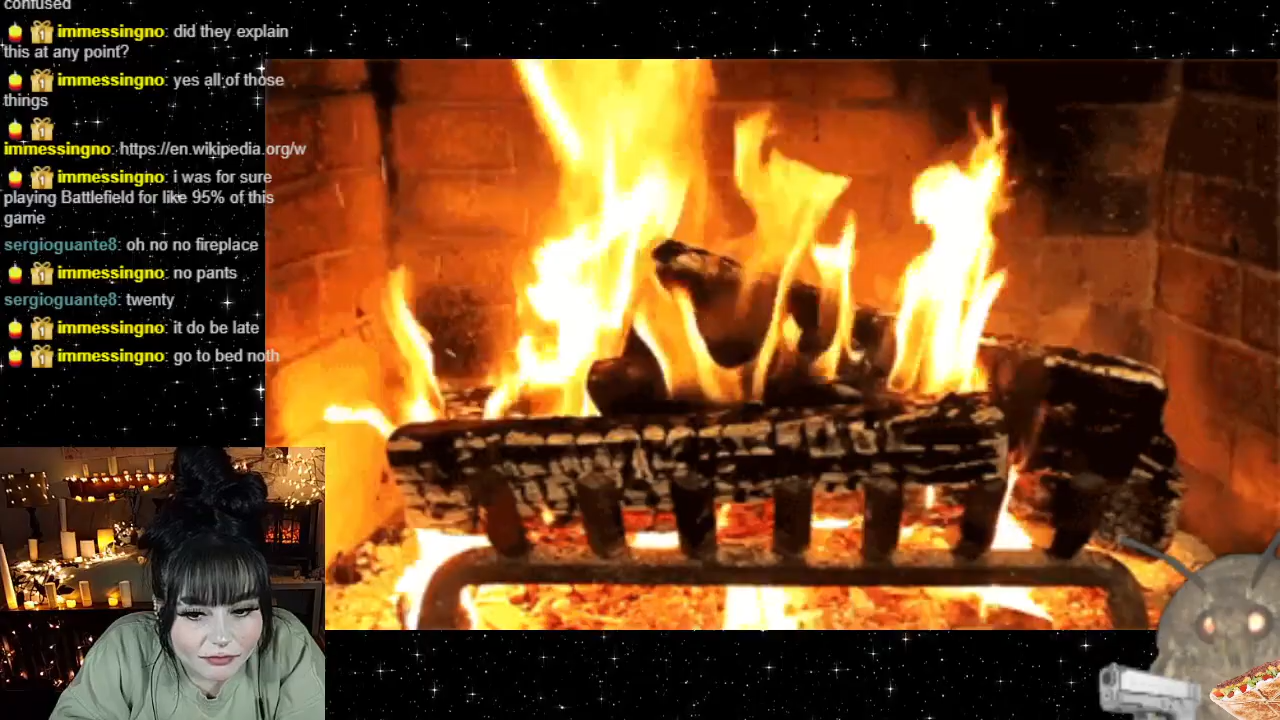 confused
immessingno: did they explain
this at any point?
immessingno: yes all of those
things
immessingno: https://en.wikipedia.org/w
immessingno: i was for sure
playing Battlefield for like 95% of this
game
sergioguante8: oh no no fireplace
immessingno: no pants
sergioguante8: twenty
immessingno: it do be late
immessingno: go to bed noth